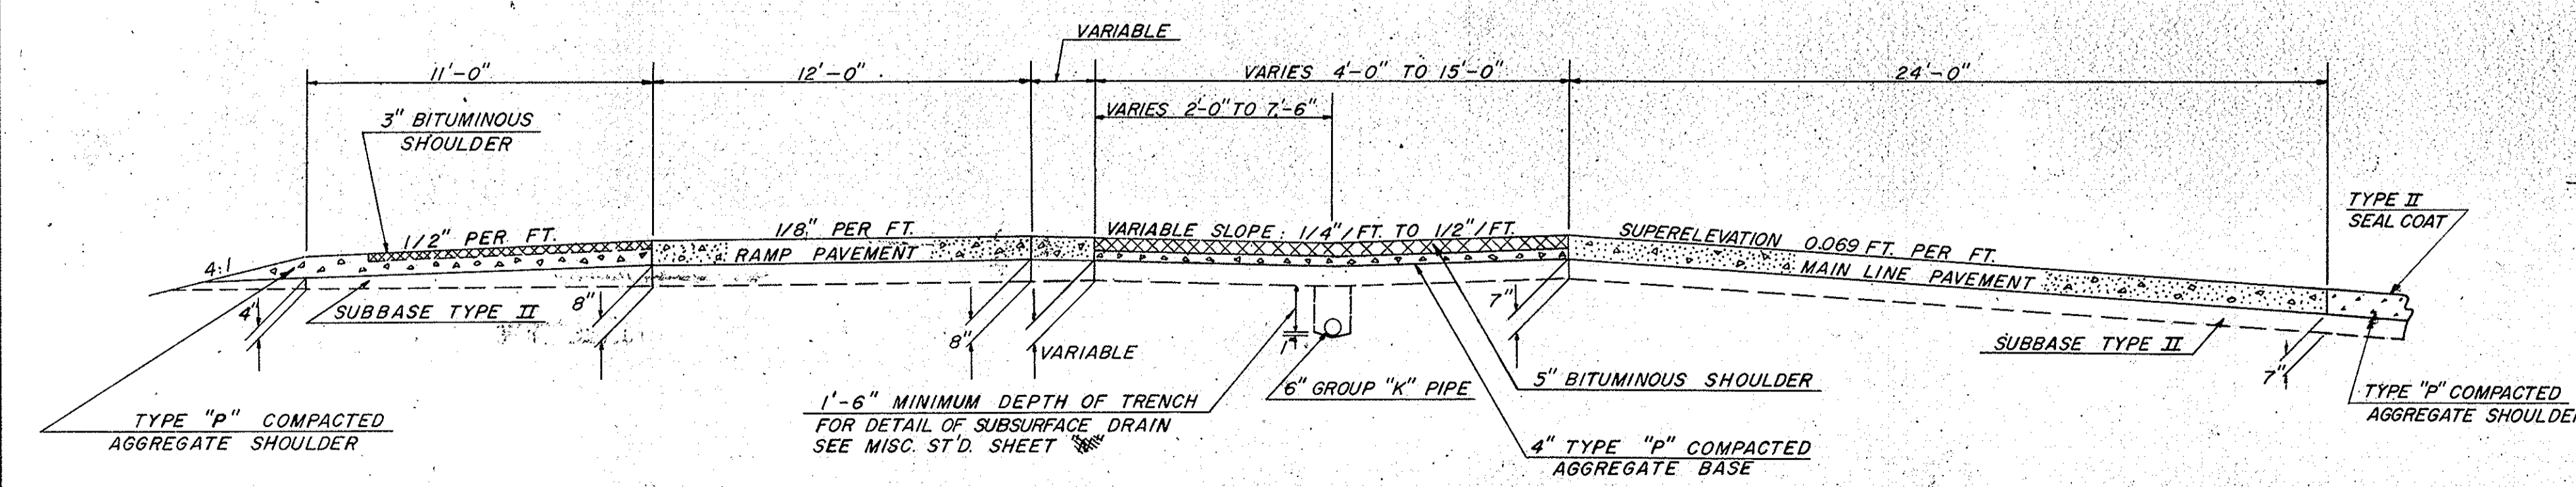 VARIABLE
11'-0"
12'-0"
VARIES 4'-0" TO 15'-0"
24'-0"
VARIES 2'-0" TO 7'-6"
3" BITUMINOUS
SHOULDER
TYPE II
SEAL COAT
1/2" PER FT.
1/8" PER FT.
VARIABLE SLOPE: 1/4"/FT. TO 1/2"/FT.
SUPERELEVATION 0.069 FT. PER FT.
4:1
RAMP PAVEMENT
MAIN LINE PAVEMENT
4"
SUBBASE TYPE II
8"
8"
VARIABLE
1"
7"
SUBBASE TYPE II
7"
6" GROUP "K" PIPE
5" BITUMINOUS SHOULDER
1'-6" MINIMUM DEPTH OF TRENCH
FOR DETAIL OF SUBSURFACE DRAIN
SEE MISC. ST'D. SHEET
TYPE "P" COMPACTED
AGGREGATE SHOULDER
4" TYPE "P" COMPACTED
AGGREGATE BASE
TYPE "P" COMPACTED
AGGREGATE SHOULDER